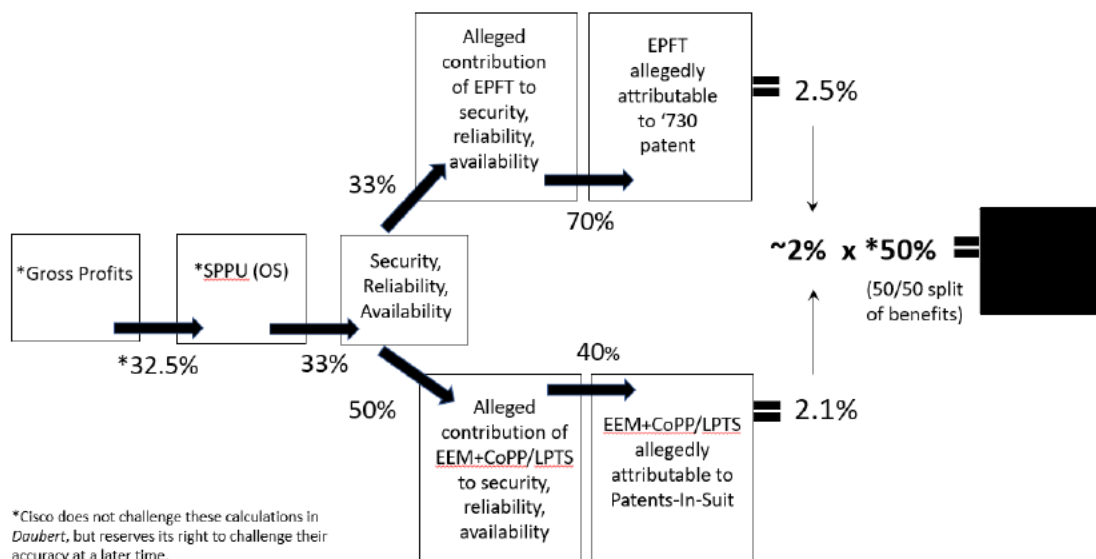 Alleged
contribution
of EPFT to
security,
reliability,
availability
EPFT
allegedly
attributable
to ‘730
patent
2.5%
33%
70%
*Gross Profits
*SPPU (OS)
Security,
Reliability,
Availability
~2% x *50%
(50/50 split
of benefits)
*32.5%
33%
40%
50%
Alleged
contribution of
EEM+CoPP/LPTS
to security,
reliability,
availability
EEM+CoPP/LPTS
allegedly
attributable to
Patents-In-Suit
2.1%
*Cisco does not challenge these calculations in
Daubert, but reserves its right to challenge their
accuracy at a later time.